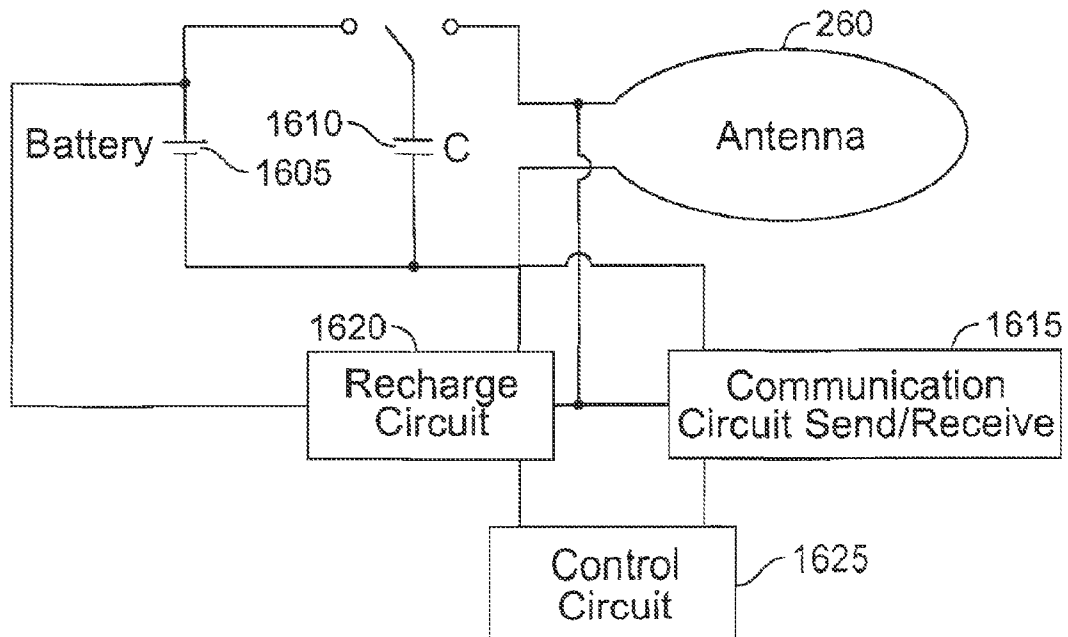 260
Antenna
Battery
1605
1610
C
1620
Recharge
Circuit
1615
Communication
Circuit Send/Receive
Control
Circuit
1625